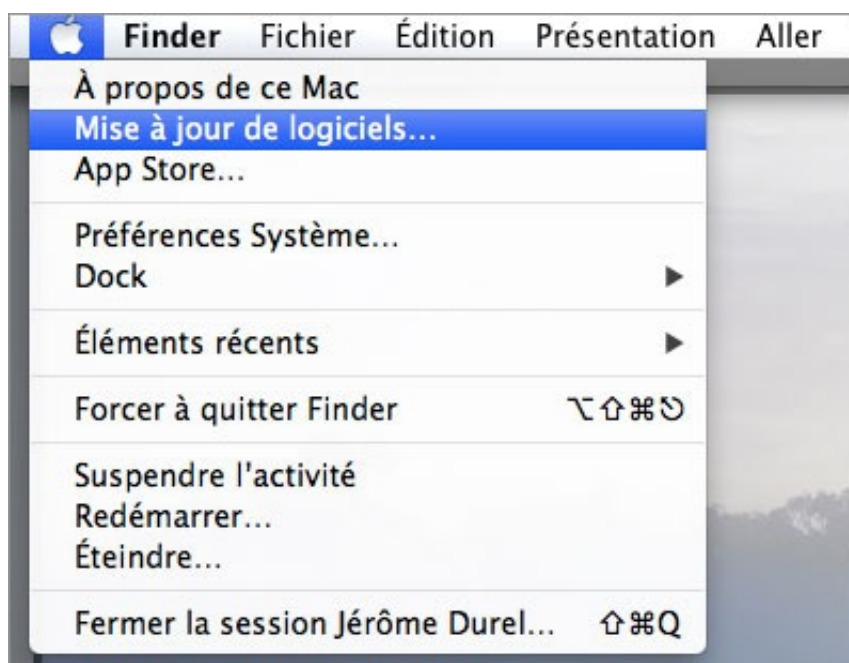 Finder Fichier Édition Présentation Aller
À propos de ce Mac
Mise à jour de logiciels...
App Store...
Préférences Système...
Dock ▶
Éléments récents ▶
Forcer à quitter Finder ⌥⇧⌘⎋
Suspendre l'activité
Redémarrer...
Éteindre...
Fermer la session Jérôme Durel... ⇧⌘Q